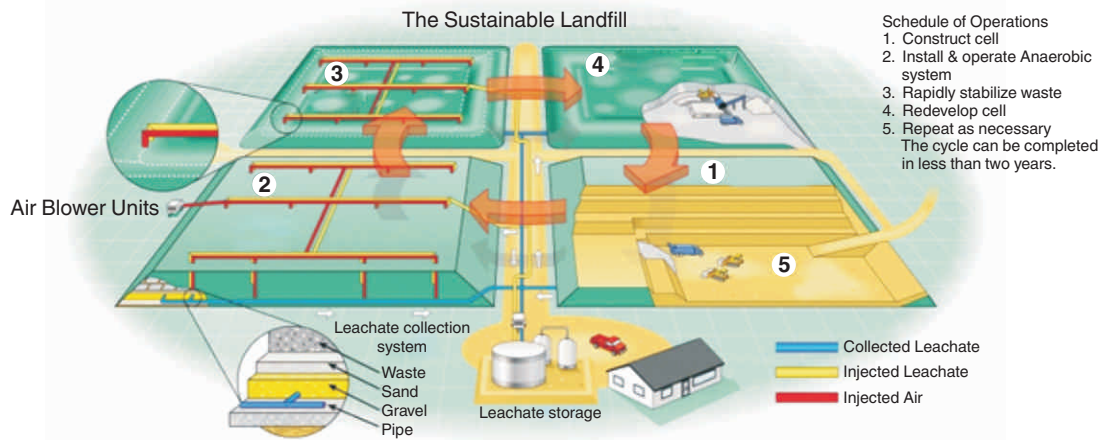 The Sustainable Landfill
Schedule of Operations
1. Construct cell
2. Install & operate Anaerobic
system
3. Rapidly stabilize waste
4. Redevelop cell
5. Repeat as necessary
The cycle can be completed
in less than two years.
3
4
2
1
Air Blower Units
5
Leachate collection
system
Waste
Sand
Gravel
Pipe
Leachate storage
Collected Leachate
Injected Leachate
Injected Air